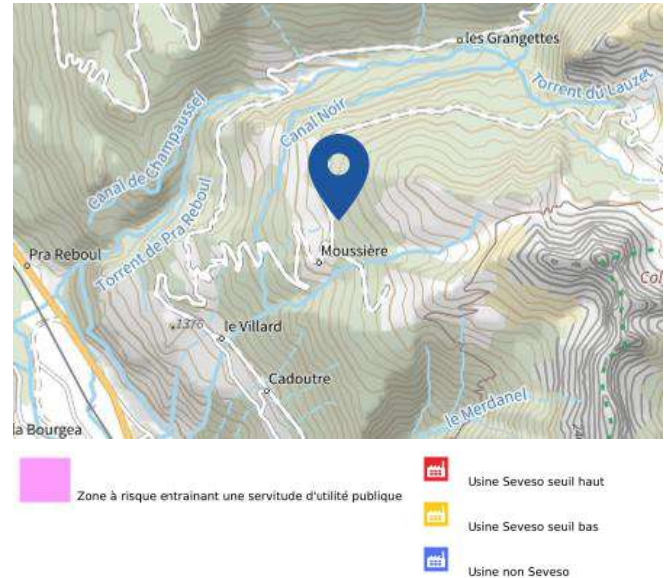 les Grangettes
Torrent du Lauzet
Canal Noir
Canal de Champaussel
Torrent de Pra Reboul
Pra Reboul
Moussière
Col
1376
le Villard
Cadoutre
la Bourgea
le Merdanel
24
Zone à risque entrainant une servitude d'utilité publique
Usine Seveso seuil haut
Usine Seveso seuil bas
Usine non Seveso